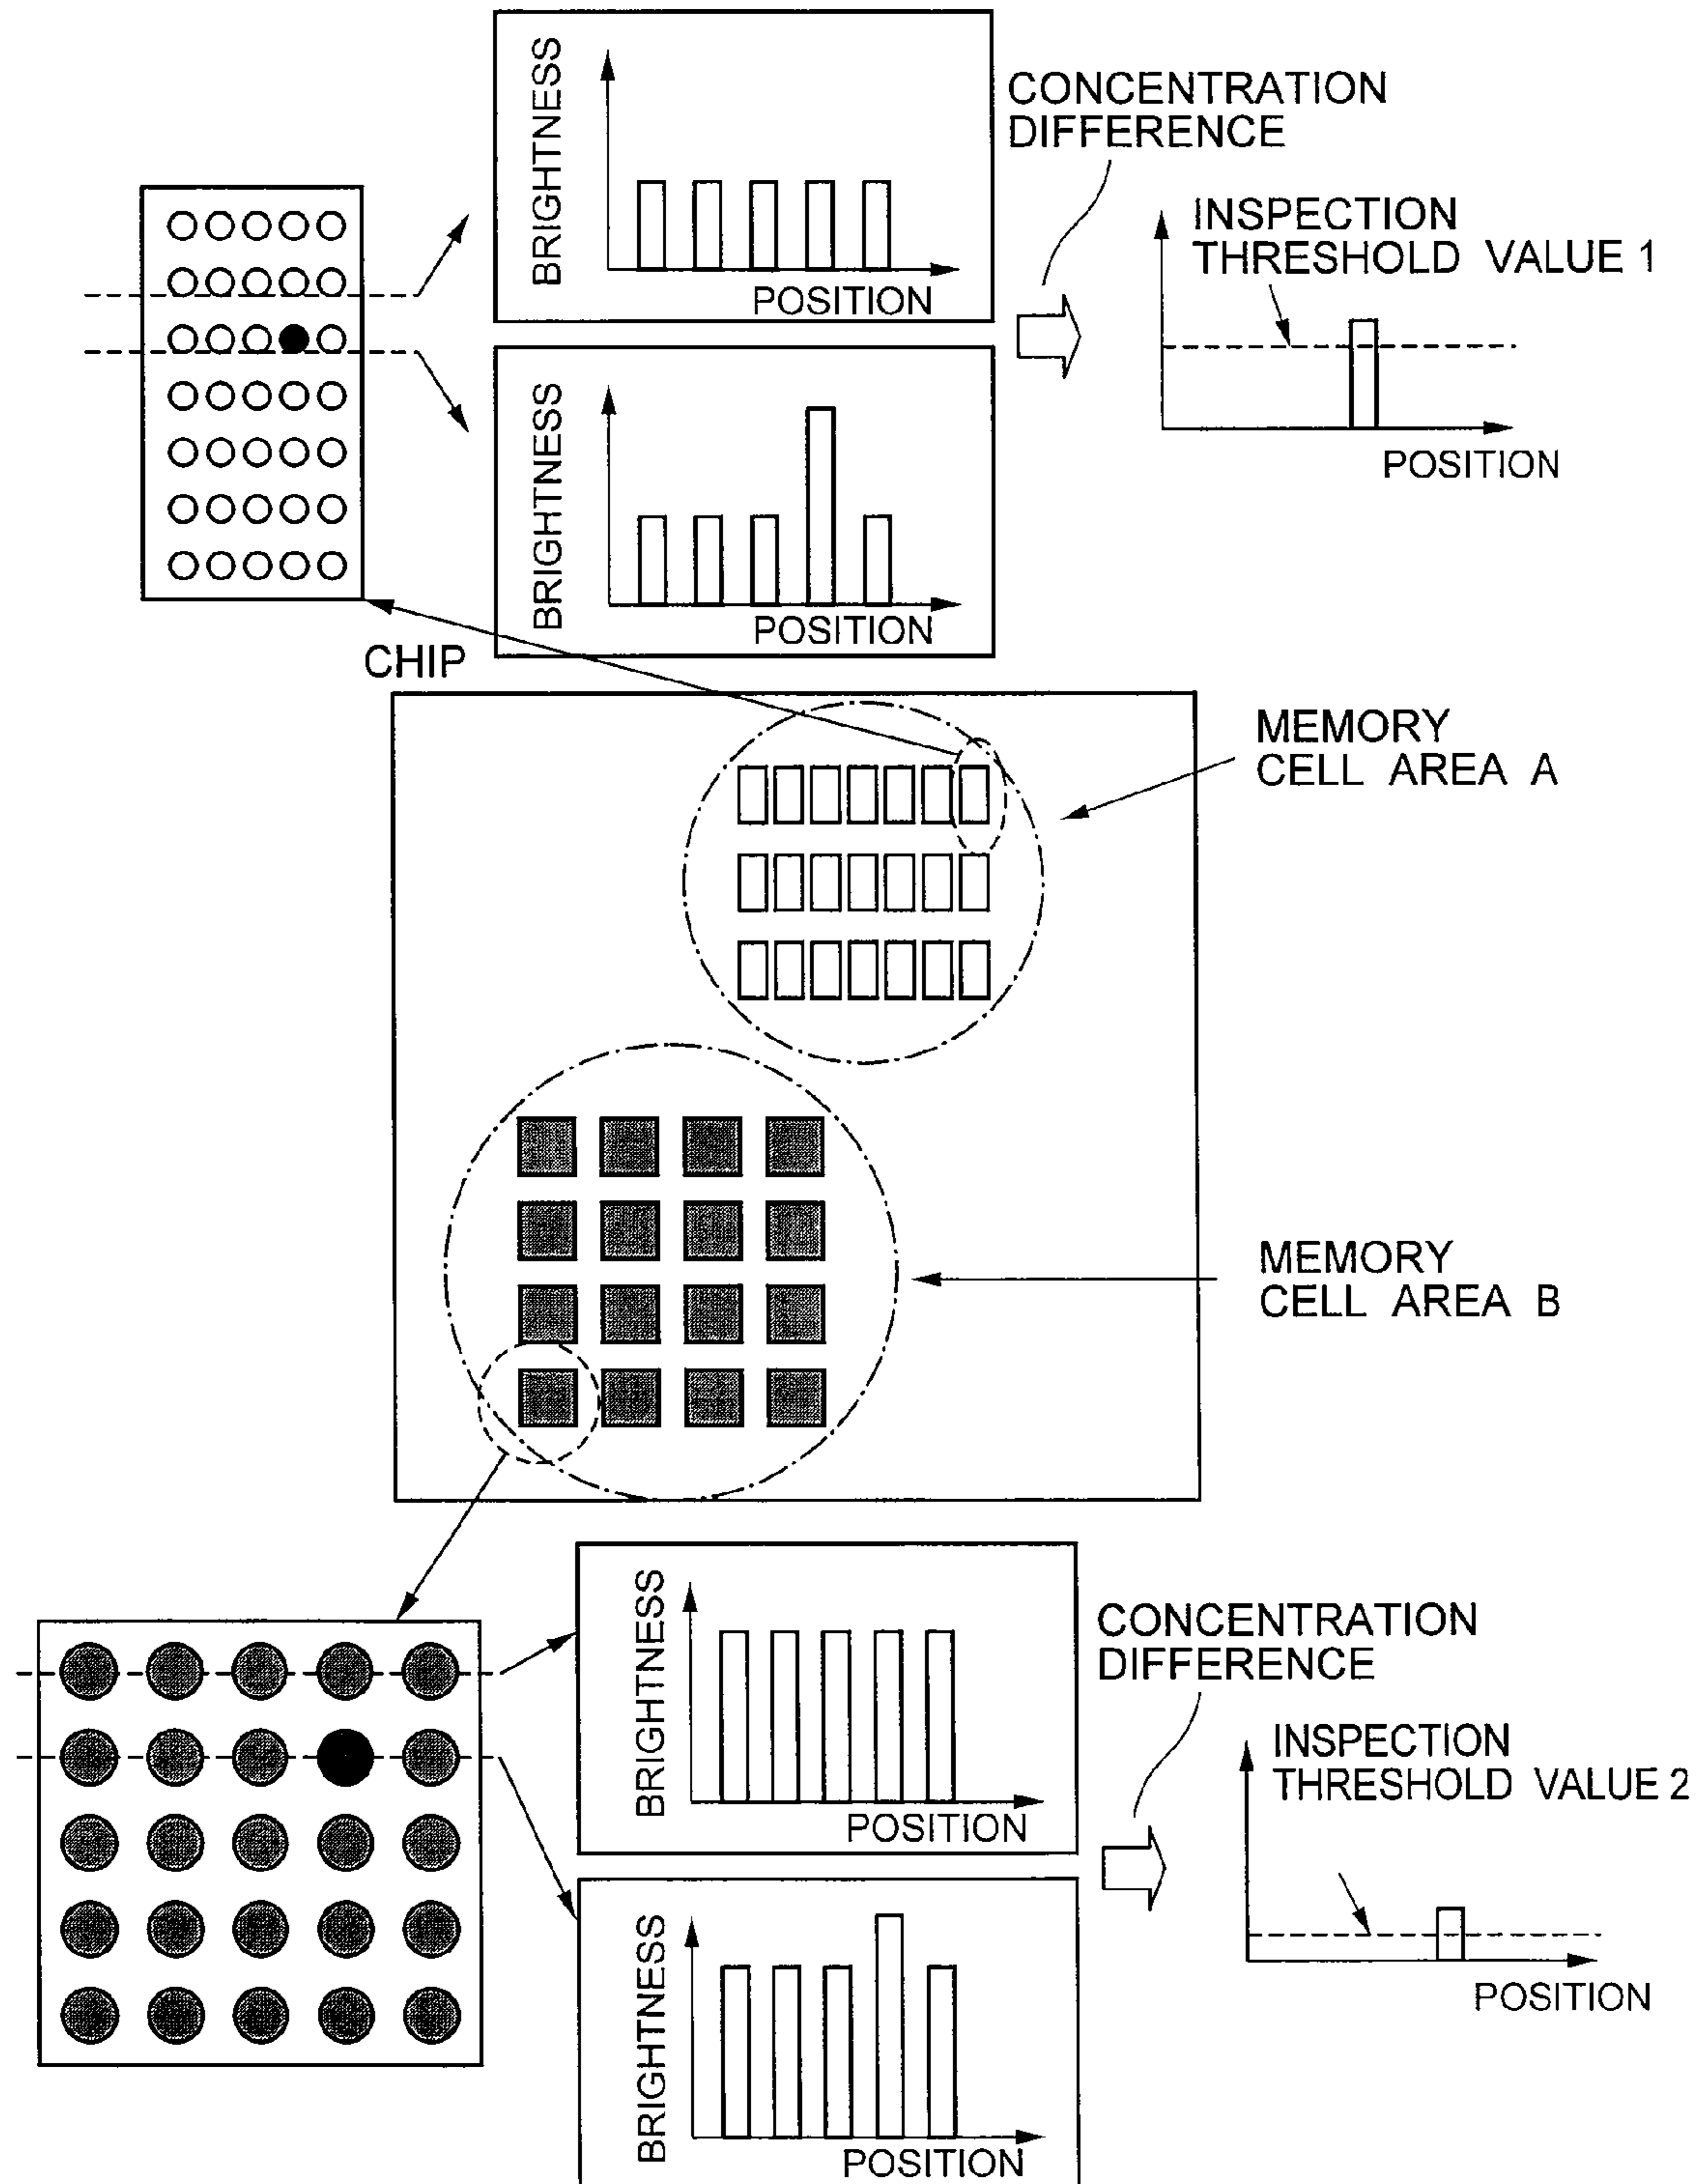 BRIGHTNESS
POSITION
CONCENTRATION
DIFFERENCE
INSPECTION
THRESHOLD VALUE 1
POSITION
BRIGHTNESS
POSITION
CHIP
MEMORY
CELL AREA A
MEMORY
CELL AREA B
BRIGHTNESS
POSITION
CONCENTRATION
DIFFERENCE
INSPECTION
THRESHOLD VALUE 2
POSITION
BRIGHTNESS
POSITION